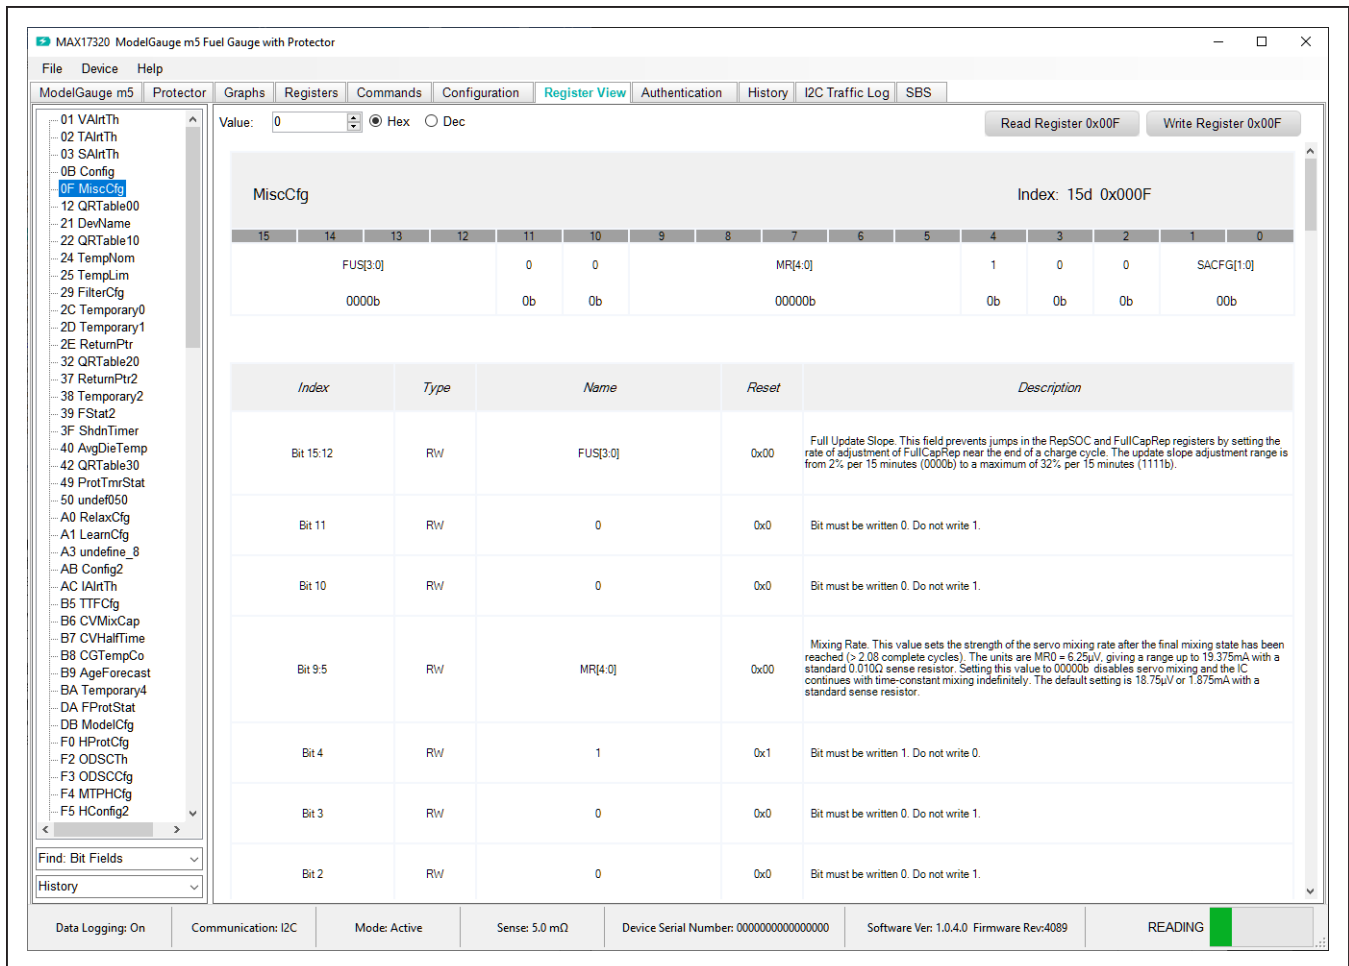 MAX17320 ModelGauge m5 Fuel Gauge with Protector
File Device Help
ModelGauge m5 Protector Graphs Registers Commands Configuration Register View Authentication History I2C Traffic Log SBS
01 VAlrtTh
02 TAlrtTh
03 SAlrtTh
0B Config
0F MiscCfg
12 QRTable00
21 DevName
22 QRTable10
24 TempNom
25 TempLim
29 FilterCfg
2C Temporary0
2D Temporary1
2E ReturnPtr
32 QRTable20
37 ReturnPtr2
38 Temporary2
39 FStat2
3F ShdnTimer
40 AvgDieTemp
42 QRTable30
49 ProtTmrStat
50 undef050
A0 RelaxCfg
A1 LearnCfg
A3 undefine_8
AB Config2
AC IAlrtTh
B5 TTFCfg
B6 CVMixCap
B7 CVHalfTime
B8 CGTempCo
B9 AgeForecast
BA Temporary4
DA FProtStat
DB ModelCfg
F0 HProtCfg
F2 ODSCTh
F3 ODSCCfg
F4 MTPHCfg
F5 HConfig2
Find: Bit Fields
History
Value: 0 Hex Dec Read Register 0x00F Write Register 0x00F
MiscCfg Index: 15d 0x000F
15 14 13 12 11 10 9 8 7 6 5 4 3 2 1 0
FUS[3:0] 0 0 MR[4:0] 1 0 0 SACFG[1:0]
0000b 0b 0b 00000b 0b 0b 0b 00b
Index Type Name Reset Description
Bit 15:12 RW FUS[3:0] 0x00 Full Update Slope. This field prevents jumps in the RepSOC and FullCapRep registers by setting the
rate of adjustment of FullCapRep near the end of a charge cycle. The update slope adjustment range is
from 2% per 15 minutes (0000b) to a maximum of 32% per 15 minutes (1111b).
Bit 11 RW 0 0x0 Bit must be written 0. Do not write 1.
Bit 10 RW 0 0x0 Bit must be written 0. Do not write 1.
Bit 9:5 RW MR[4:0] 0x00 Mixing Rate. This value sets the strength of the servo mixing rate after the final mixing state has been
reached (> 2.08 complete cycles). The units are MR0 = 6.25μV, giving a range up to 19.375mA with a
standard 0.010Ω sense resistor. Setting this value to 00000b disables servo mixing and the IC
continues with time-constant mixing indefinitely. The default setting is 18.75μV or 1.875mA with a
standard sense resistor.
Bit 4 RW 1 0x1 Bit must be written 1. Do not write 0.
Bit 3 RW 0 0x0 Bit must be written 0. Do not write 1.
Bit 2 RW 0 0x0 Bit must be written 0. Do not write 1.
Data Logging: On Communication: I2C Mode: Active Sense: 5.0 mΩ Device Serial Number: 0000000000000000 Software Ver: 1.0.4.0 Firmware Rev:4089 READING